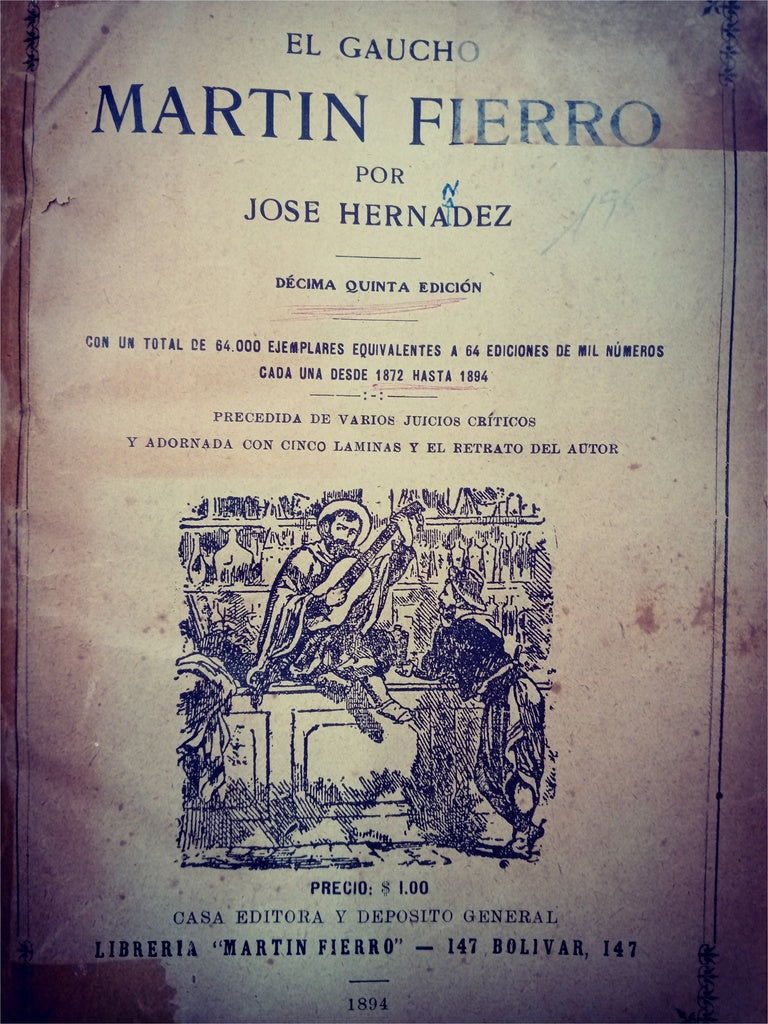 EL GAUCHO
MARTIN FIERRO
POR
N
JOSE HERNADEZ
195
DÉCIMA QUINTA EDICIÓN
CON UN TOTAL DE 64.000 EJEMPLARES EQUIVALENTES A 64 EDICIONES DE MIL NÚMEROS
CADA UNA DESDE 1872 HASTA 1894
PRECEDIDA DE VARIOS JUICIOS CRÍTICOS
Y ADORNADA CON CINCO LAMINAS Y EL RETRATO DEL AUTOR
PRECIO: $ 1.00
CASA EDITORA Y DEPOSITO GENERAL
LIBRERIA "MARTIN FIERRO" — 147 BOLIVAR, 147
1894